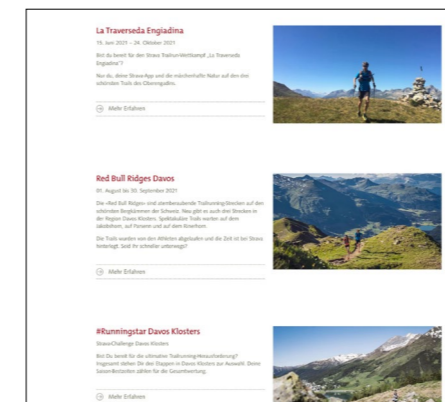 La Traverseda Engiadina
15. Juni 2021 – 24. Oktober 2021
Bist du bereit für den Strava Trailrun-Wettkampf „La Traverseda
Engiadina"?
Nur du, deine Strava-App und die märchenhafte Natur auf den drei
schönsten Trails des Oberengadins.
Mehr Erfahren
Red Bull Ridges Davos
01. August bis 30. September 2021
Die «Red Bull Ridges» sind atemberaubende Trailrunning-Strecken auf den
schönsten Bergkämmen der Schweiz. Neu gibt es auch drei Strecken in
der Region Davos Klosters. Spektakuläre Trails warten auf dem
Jakobshorn, auf Parsenn und auf dem Rinerhorn.
Die Trails wurden von den Athleten abgelaufen und die Zeit ist bei Strava
hinterlegt. Seid ihr schneller unterwegs?
Mehr Erfahren
#Runningstar Davos Klosters
Strava-Challenge Davos Klosters
Bist Du bereit für die ultimative Trailrunning-Herausforderung?
Insgesamt stehen Dir drei Etappen in Davos Klosters zur Auswahl. Deine
Saison-Bestzeiten zählen für die Gesamtwertung.
Mehr Erfahren